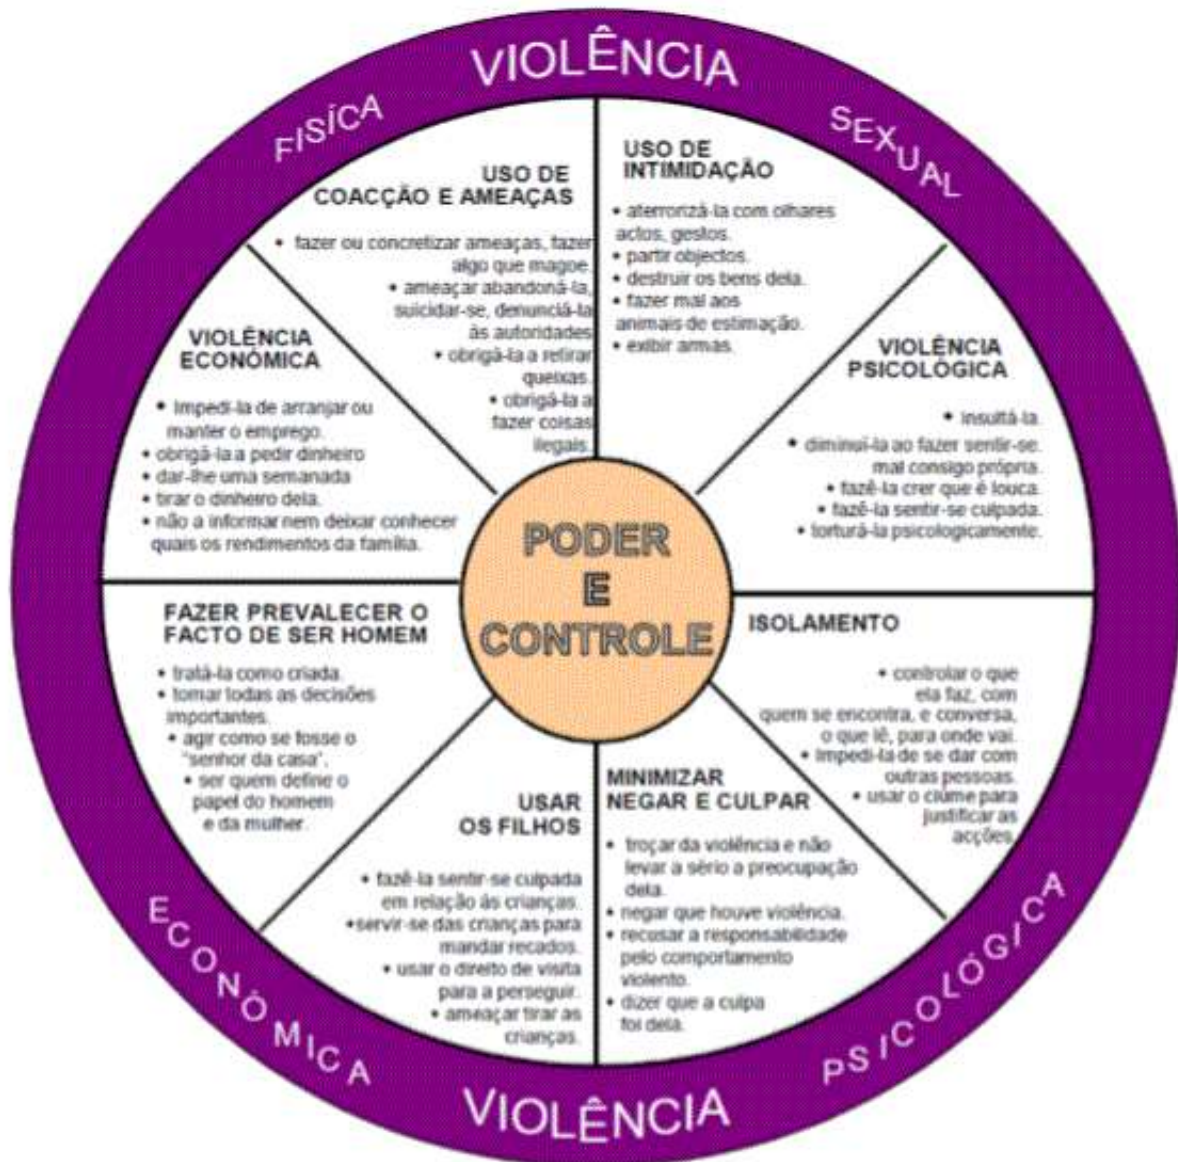 VIOLÊNCIA
FISÍCA
SEXUAL
USO DE
COACÇÃO E AMEAÇAS
• fazer ou concretizar ameaças, fazer
algo que magoe.
• ameaçar abandoná-la,
suicidar-se, denunciá-la
às autoridades
• obrigá-la a retirar
queixas.
• obrigá-la a
fazer coisas
ilegais.
USO DE
INTIMIDAÇÃO
• aterrorizá-la com olhares
actos, gestos.
• partir objectos.
• destruir os bens dela.
• fazer mal aos
animais de estimação.
• exibir armas.
VIOLÊNCIA
PSICOLÓGICA
• insultá-la.
• diminuí-la ao fazer sentir-se.
mal consigo própria.
• fazê-la crer que é louca.
• fazê-la sentir-se culpada.
• torturá-la psicologicamente.
ISOLAMENTO
• controlar o que
ela faz, com
quem se encontra, e conversa,
o que lê, para onde vai.
• Impedi-la de se dar com
outras pessoas.
• usar o ciúme para
justificar as
acções.
MINIMIZAR
NEGAR E CULPAR
• troçar da violência e não
levar a sério a preocupação
dela.
• negar que houve violência.
• recusar a responsabilidade
pelo comportamento
violento.
• dizer que a culpa
foi dela.
USAR
OS FILHOS
• fazê-la sentir-se culpada
em relação às crianças.
•servir-se das crianças para
mandar recados.
• usar o direito de visita
para a perseguir.
• ameaçar tirar as
crianças.
FAZER PREVALECER O
FACTO DE SER HOMEM
• tratá-la como criada.
• tomar todas as decisões
importantes.
• agir como se fosse o
"senhor da casa".
• ser quem define o
papel do homem
e da mulher.
VIOLÊNCIA
ECONÓMICA
• Impedi-la de arranjar ou
manter o emprego.
• obrigá-la a pedir dinheiro
• dar-lhe uma semanada
• tirar o dinheiro dela.
• não a informar nem deixar conhecer
quais os rendimentos da família.
PODER
E
CONTROLE
ECONÓMICA
PSICOLÓGICA
VIOLÊNCIA